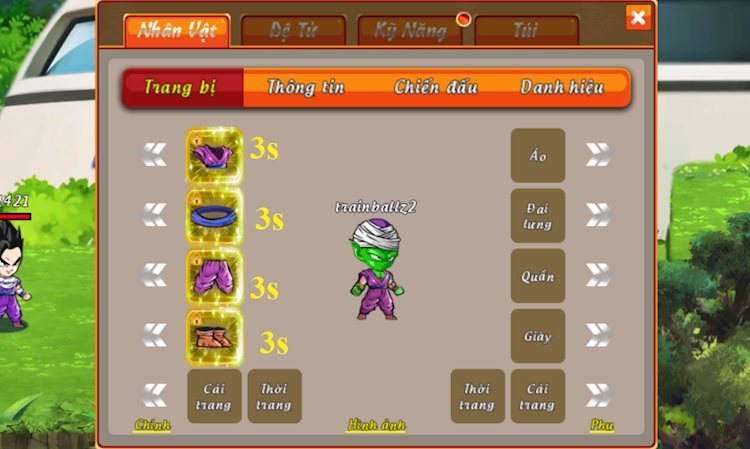 Nhân Vật Đệ Tử Kỹ Năng Túi
Trang bị Thông tin Chiến đấu Danh hiệu
3s
Áo
1421
trainballz2
3s
Đai
lưng
3s
Quần
3s
Giày
Cải
trang
Thời
trang
Thời
trang
Cải
trang
Chính
Hình ảnh
Phụ